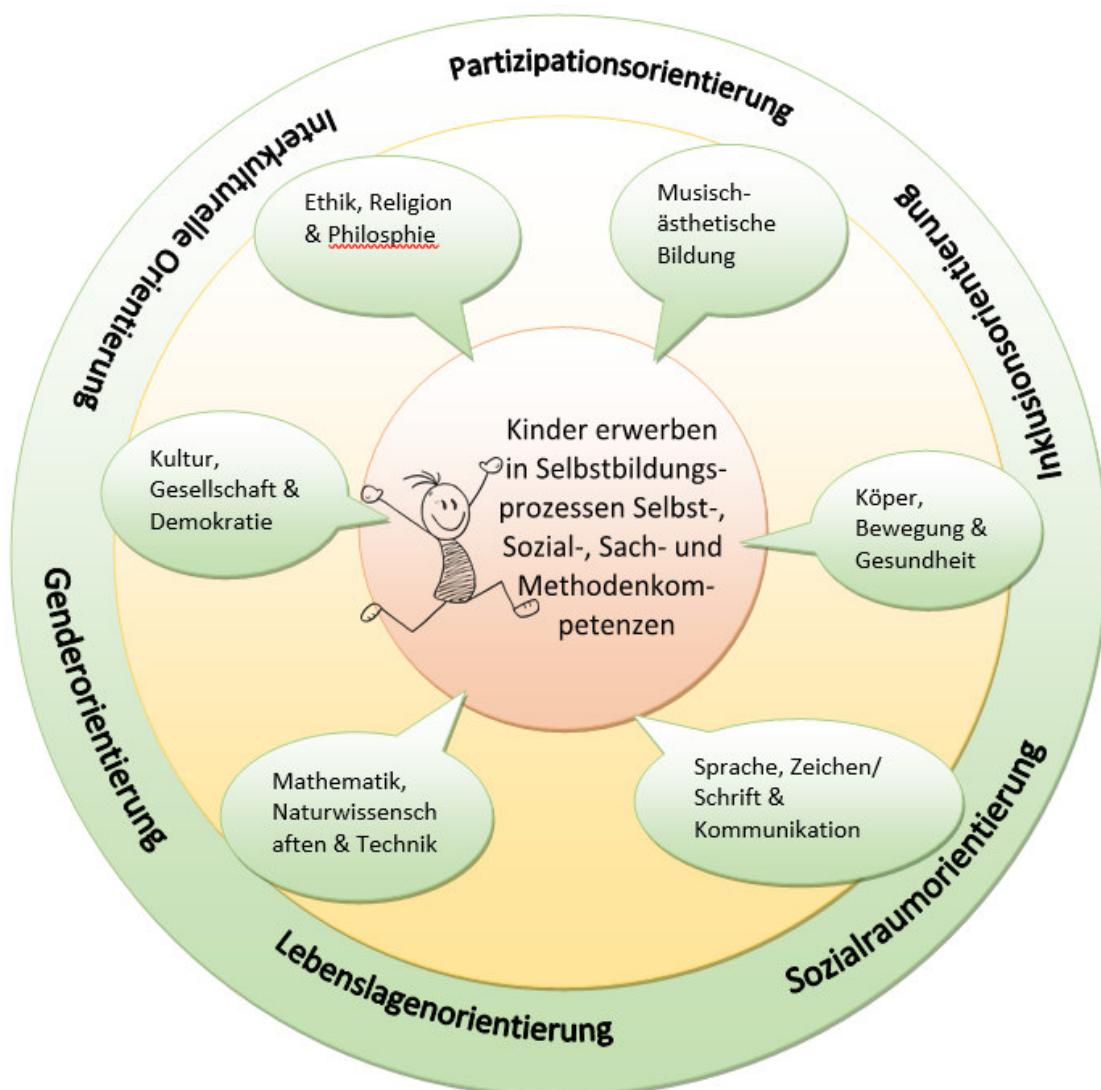 Partizipationsorientierung
Interkulturelle Orientierung
Inklusionsorientierung
Ethik, Religion
& Philosphie
Musisch-
ästhetische
Bildung
Kinder erwerben
in Selbstbildungs-
prozessen Selbst-,
Sozial-, Sach- und
Methodenkom-
petenzen
Kultur,
Gesellschaft &
Demokratie
Köper,
Bewegung &
Gesundheit
Genderorientierung
Mathematik,
Naturwissensch
aften & Technik
Sprache, Zeichen/
Schrift &
Kommunikation
Lebenslagenorientierung
Sozialraumorientierung